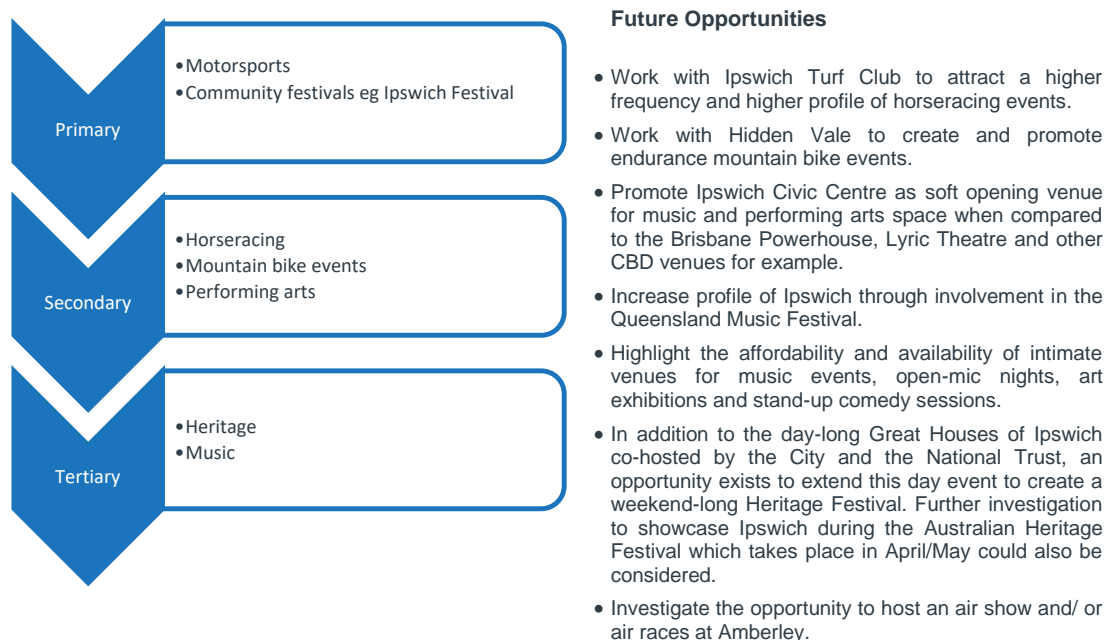 Primary
•Motorsports
•Community festivals eg Ipswich Festival
Secondary
•Horseracing
•Mountain bike events
•Performing arts
Tertiary
•Heritage
•Music
Future Opportunities
• Work with Ipswich Turf Club to attract a higher
frequency and higher profile of horseracing events.
• Work with Hidden Vale to create and promote
endurance mountain bike events.
• Promote Ipswich Civic Centre as soft opening venue
for music and performing arts space when compared
to the Brisbane Powerhouse, Lyric Theatre and other
CBD venues for example.
• Increase profile of Ipswich through involvement in the
Queensland Music Festival.
• Highlight the affordability and availability of intimate
venues for music events, open-mic nights, art
exhibitions and stand-up comedy sessions.
• In addition to the day-long Great Houses of Ipswich
co-hosted by the City and the National Trust, an
opportunity exists to extend this day event to create a
weekend-long Heritage Festival. Further investigation
to showcase Ipswich during the Australian Heritage
Festival which takes place in April/May could also be
considered.
• Investigate the opportunity to host an air show and/ or
air races at Amberley.